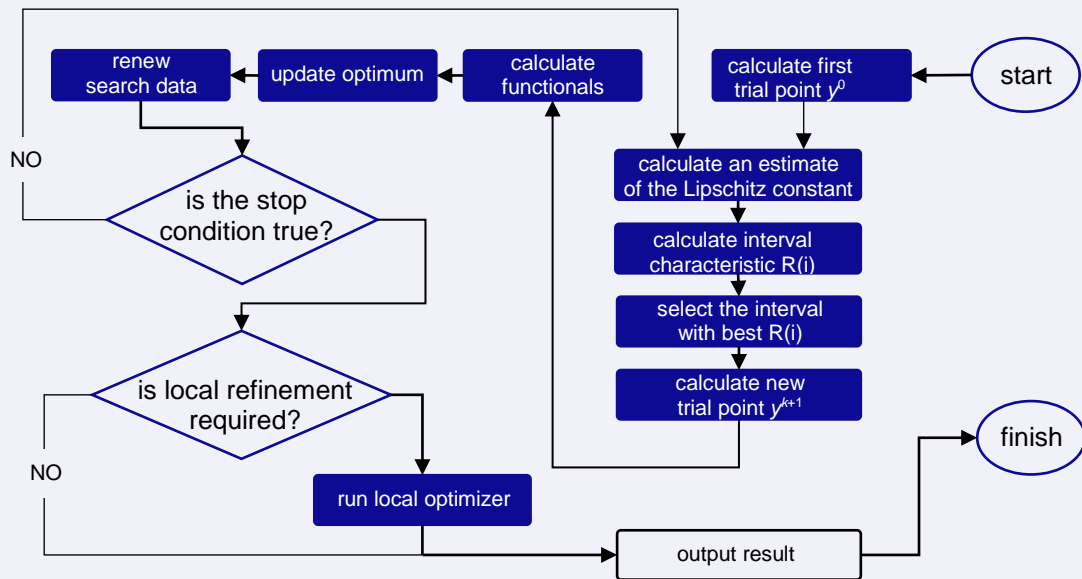 renew
search data
update optimum
calculate
functionals
calculate first
trial point y⁰
start
NO
is the stop
condition true?
calculate an estimate
of the Lipschitz constant
calculate interval
characteristic R(i)
select the interval
with best R(i)
calculate new
trial point yᵏ⁺¹
is local refinement
required?
finish
NO
run local optimizer
output result